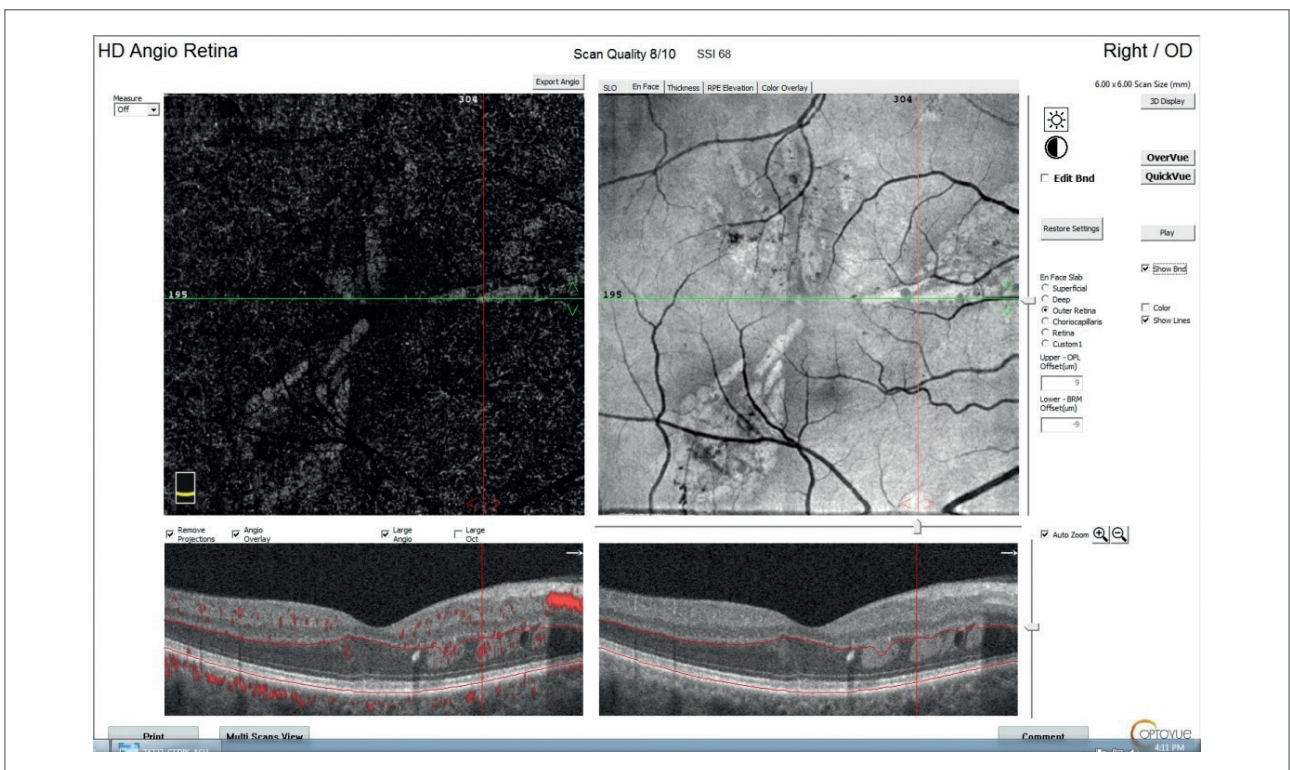 HD Angio Retina
Scan Quality 8/10 SSI 68
Right / OD
Export Angio
SLO En Face Thickness RPE Elevation Color Overlay
6.00 x 6.00 Scan Size (mm)
Measure
Off
304
304
3D Display
OverVue
Edit Bnd
QuickVue
Restore Settings
Play
Show Bnd
En Face Slab
Superficial
Deep
Outer Retina
Choriocapillaris
Retina
Custom1
Color
Show Lines
195
195
Upper - OPL
Offset(um)
9
Lower - BRM
Offset(um)
-9
Remove Projections
Angio Overlay
Large Angio
Large Oct
Auto Zoom
Print
Multi Scans View
Comment
OPTOVUE
4:11 PM